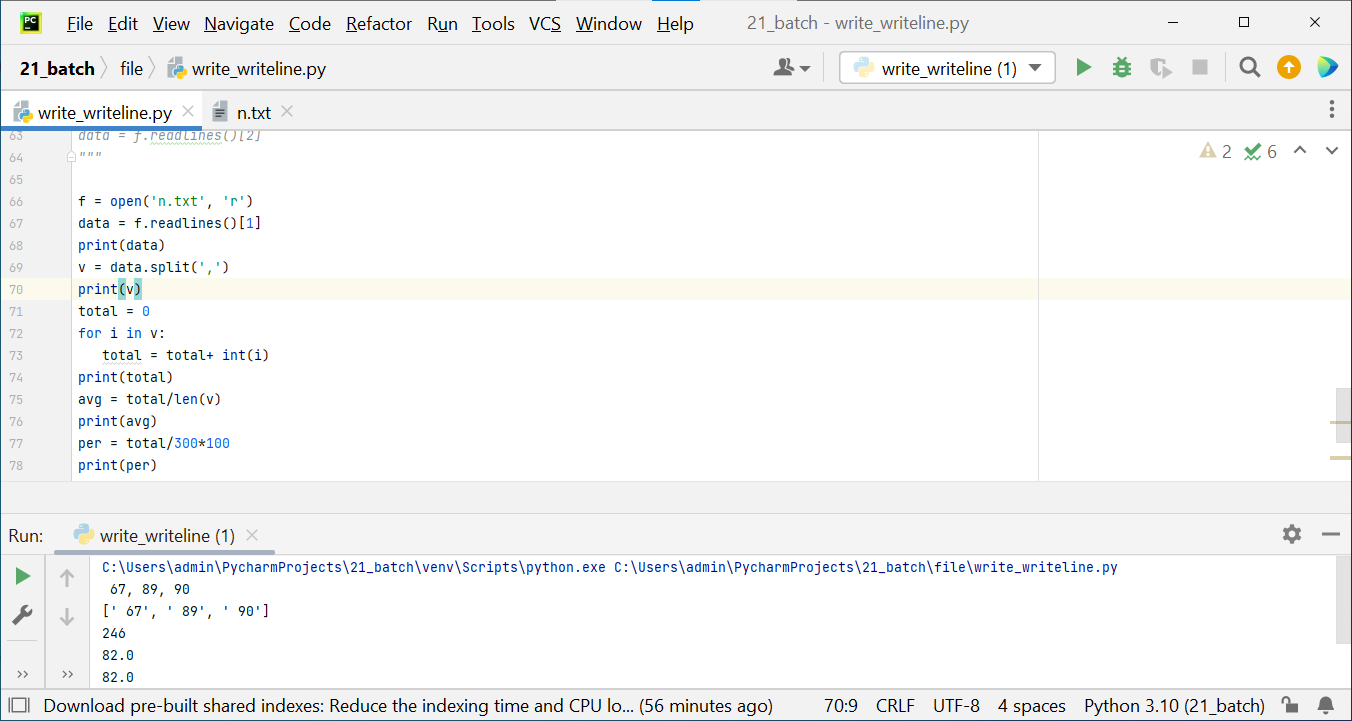 PC
File Edit View Navigate Code Refactor Run Tools VCS Window Help 21_batch - write_writeline.py
21_batch file write_writeline.py write_writeline (1)
write_writeline.py n.txt
63 data = f.readlines()[2]
64 """
2 6
65
66 f = open('n.txt', 'r')
67 data = f.readlines()[1]
68 print(data)
69 v = data.split(',')
70 print(v)
71 total = 0
72 for i in v:
73 total = total+ int(i)
74 print(total)
75 avg = total/len(v)
76 print(avg)
77 per = total/300*100
78 print(per)
Run: write_writeline (1)
C:\Users\admin\PycharmProjects\21_batch\venv\Scripts\python.exe C:\Users\admin\PycharmProjects\21_batch\file\write_writeline.py
67, 89, 90
[' 67', ' 89', ' 90']
246
82.0
82.0
Download pre-built shared indexes: Reduce the indexing time and CPU lo... (56 minutes ago) 70:9 CRLF UTF-8 4 spaces Python 3.10 (21_batch)